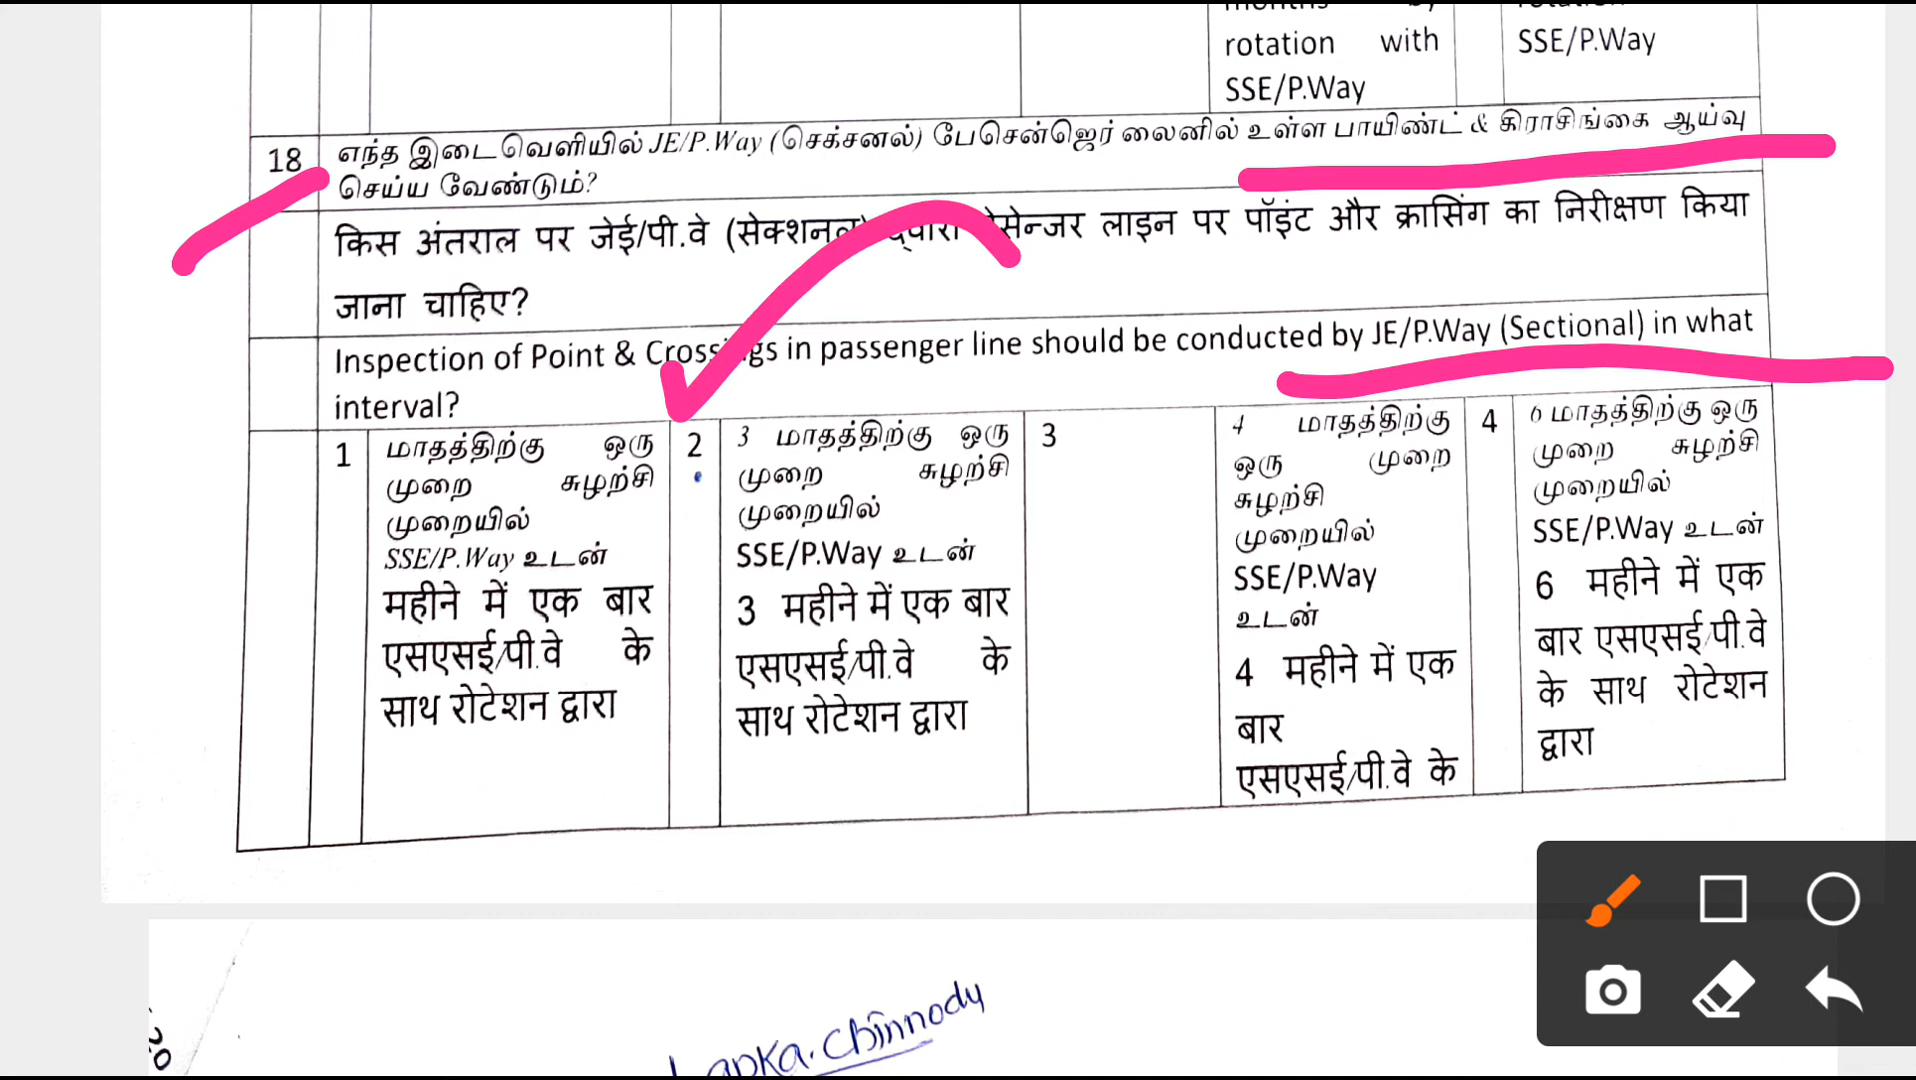 rotation with
SSE/P.Way
SSE/P.Way
18 எந்த இடைவெளியில் JE/P.Way (செக்சனல்) பேசென்ஜெர் லைனில் உள்ள பாயிண்ட் & கிராசிங்கை ஆய்வு
செய்ய வேண்டும்?
किस अंतराल पर जेई/पी.वे (सेक्शनल) द्वारा पर पॉइंट और क्रासिंग का निरीक्षण किया
जाना चाहिए?
Inspection of Point & Crossings in passenger line should be conducted by JE/P.Way (Sectional) in what
interval?
1 மாதத்திற்கு ஒரு
முறை சுழற்சி
முறையில்
SSE/P.Way உடன்
महीने में एक बार
एसएसई/पी.वे के
साथ रोटेशन द्वारा
2 3 மாதத்திற்கு ஒரு
முறை சுழற்சி
முறையில்
SSE/P.Way உடன்
3 महीने में एक बार
एसएसई/पी.वे के
साथ रोटेशन द्वारा
3 4 மாதத்திற்கு
ஒரு முறை
சுழற்சி
முறையில்
SSE/P.Way
உடன்
4 महीने में एक
बार
एसएसई/पी.वे के
4 6 மாதத்திற்கு ஒரு
முறை சுழற்சி
முறையில்
SSE/P.Way உடன்
6 महीने में एक
बार एसएसई/पी.वे
के साथ रोटेशन
द्वारा
20
Chinnody